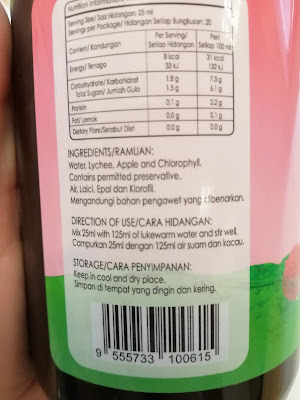 Nutrition Information
Serving Size/ Saiz Hidangan: 25 ml
Servings per Package/ Hidangan Setiap Bungkusan: 20
Content/ Kandungan Per Serving/ Setiap Hidangan Per/ Setiap 100 ml
Energy/ Tenaga 8 kcal 33 kJ 31 kcal 132 kJ
Carbohydrate/ Karbohidrat 1.8 g 7.3 g
Total Sugars/ Jumlah Gula 1.5 g 6.1 g
Protein 0.1 g 0.2 g
Fat/ Lemak 0.0 g 0.1 g
Dietary Fibre/Serabut Diet 0.0 g 0.0 g
INGREDIENTS/RAMUAN:
Water, Lychee, Apple and Chlorophyll.
Contains permitted preservative.
Air, Laici, Epal dan Klorofil.
Mengandungi bahan pengawet yang dibenarkan.
DIRECTION OF USE/CARA HIDANGAN:
Mix 25ml with 125ml of lukewarm water and stir well.
Campurkan 25ml dengan 125ml air suam dan kacau.
STORAGE/CARA PENYIMPANAN:
Keep in cool and dry place.
Simpan di tempat yang dingin dan kering.
9 555733 100615